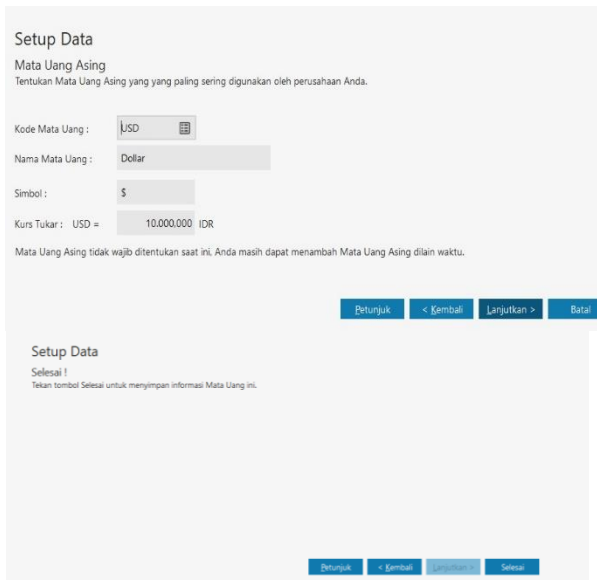 Setup Data
Mata Uang Asing
Tentukan Mata Uang Asing yang yang paling sering digunakan oleh perusahaan Anda.
Kode Mata Uang : USD
Nama Mata Uang : Dollar
Simbol : $
Kurs Tukar : USD = 10.000,000 IDR
Mata Uang Asing tidak wajib ditentukan saat ini. Anda masih dapat menambah Mata Uang Asing dilain waktu.
Petunjuk < Kembali Lanjutkan > Batal
Setup Data
Selesai !
Tekan tombol Selesai untuk menyimpan informasi Mata Uang ini.
Petunjuk < Kembali Lanjutkan > Selesai